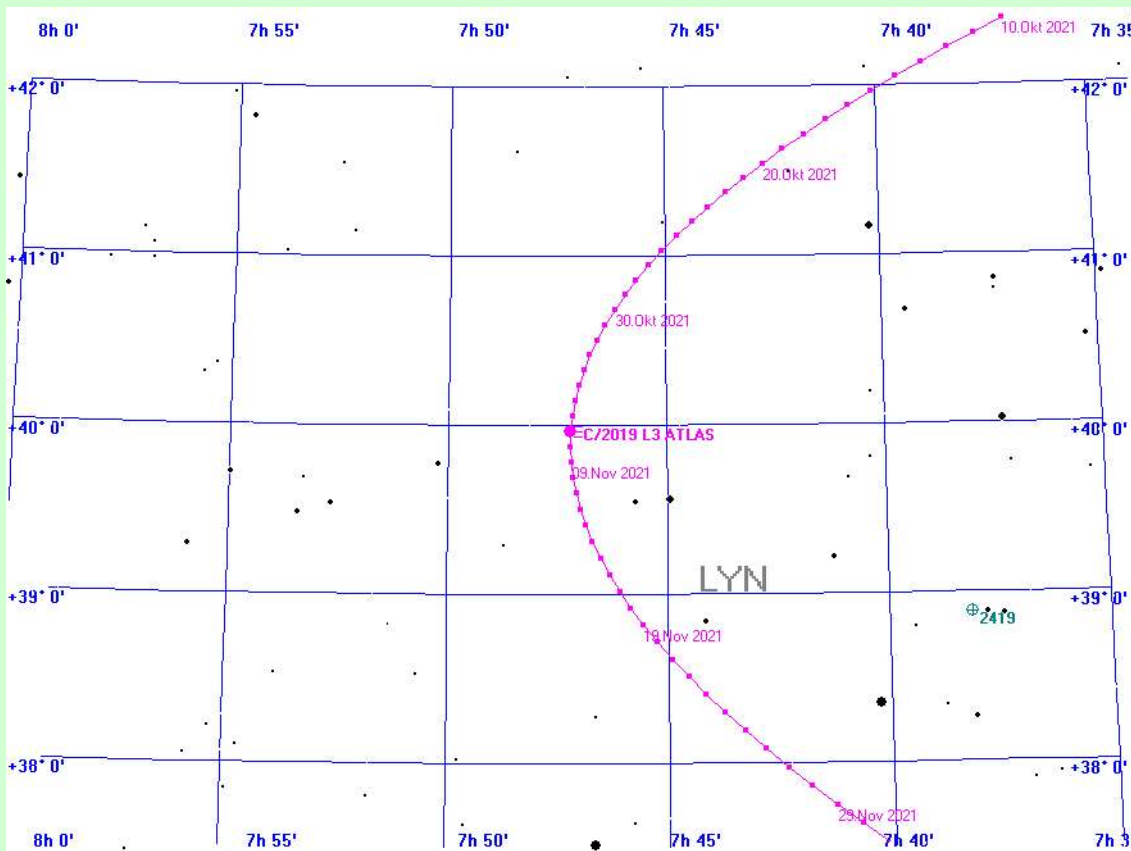 8h 0' 7h 55' 7h 50' 7h 45' 7h 40' 7h 35'
10.Okt 2021
+42° 0' +42° 0'
20.Okt 2021
+41° 0' +41° 0'
30.Okt 2021
+40° 0' +40° 0'
=C/2019 L3 ATLAS
09.Nov 2021
LYN
+39° 0' +39° 0'
2419
19.Nov 2021
+38° 0' +38° 0'
29.Nov 2021
8h 0' 7h 55' 7h 50' 7h 45' 7h 40' 7h 3